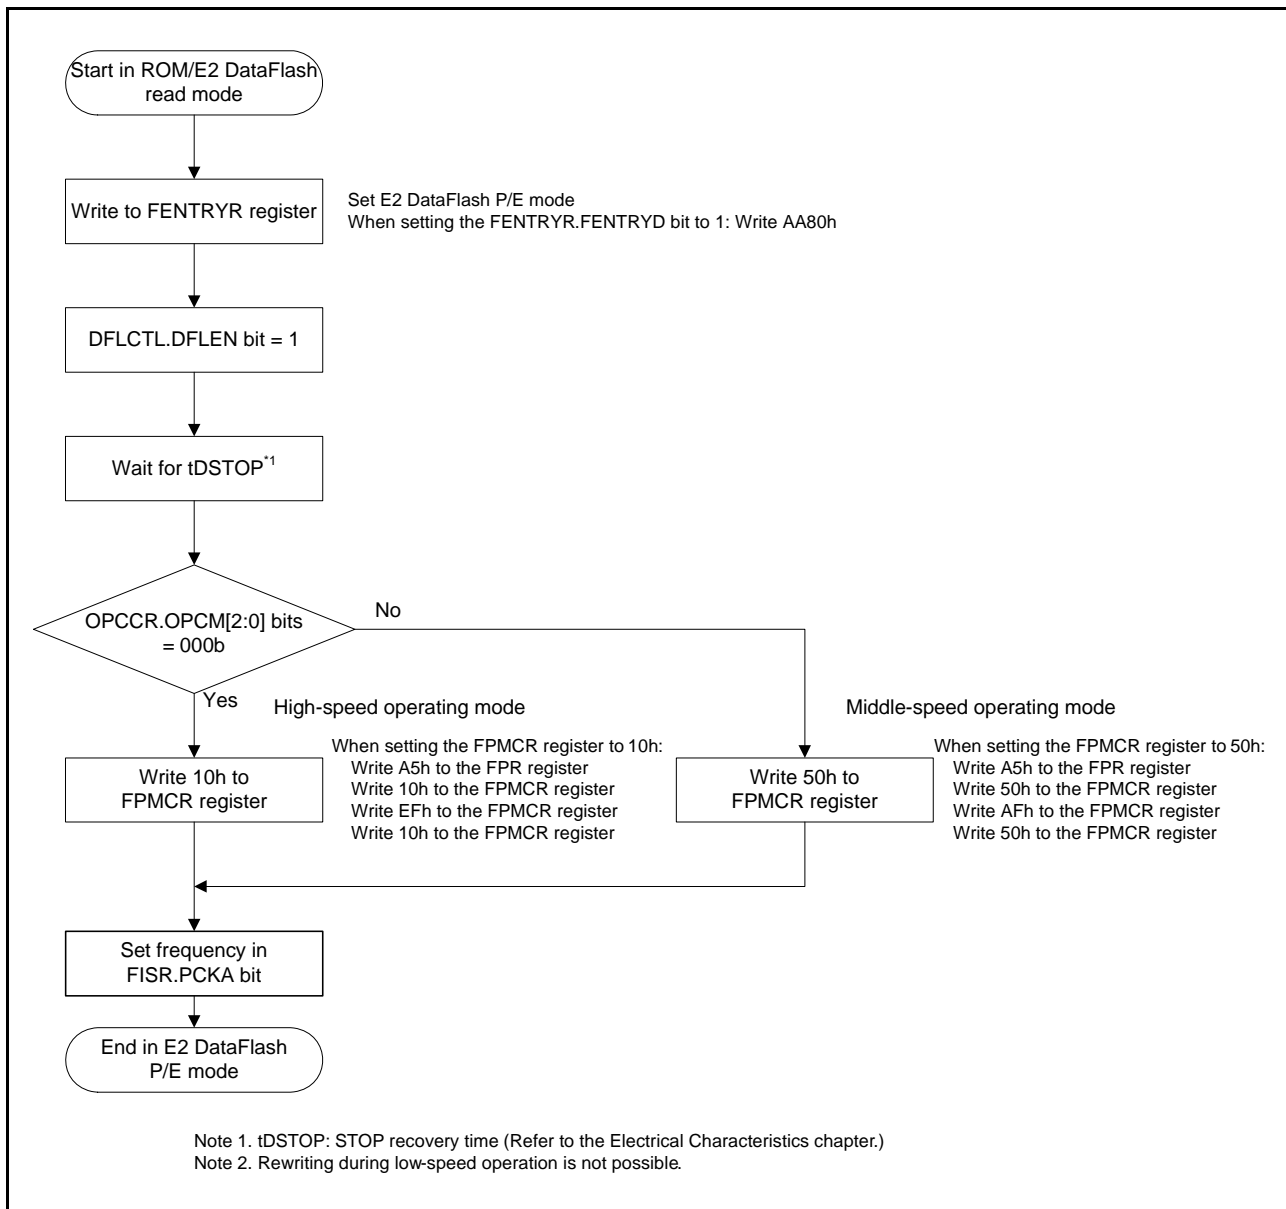 Start in ROM/E2 DataFlash
read mode
Write to FENTRYR register
Set E2 DataFlash P/E mode
When setting the FENTRYR.FENTRYD bit to 1: Write AA80h
DFLCTL.DFLEN bit = 1
Wait for tDSTOP*1
OPCCR.OPCM[2:0] bits
= 000b
No
Yes
High-speed operating mode
When setting the FPMCR register to 10h:
Write A5h to the FPR register
Write 10h to the FPMCR register
Write EFh to the FPMCR register
Write 10h to the FPMCR register
Write 10h to
FPMCR register
Middle-speed operating mode
When setting the FPMCR register to 50h:
Write A5h to the FPR register
Write 50h to the FPMCR register
Write AFh to the FPMCR register
Write 50h to the FPMCR register
Write 50h to
FPMCR register
Set frequency in
FISR.PCKA bit
End in E2 DataFlash
P/E mode
Note 1. tDSTOP: STOP recovery time (Refer to the Electrical Characteristics chapter.)
Note 2. Rewriting during low-speed operation is not possible.